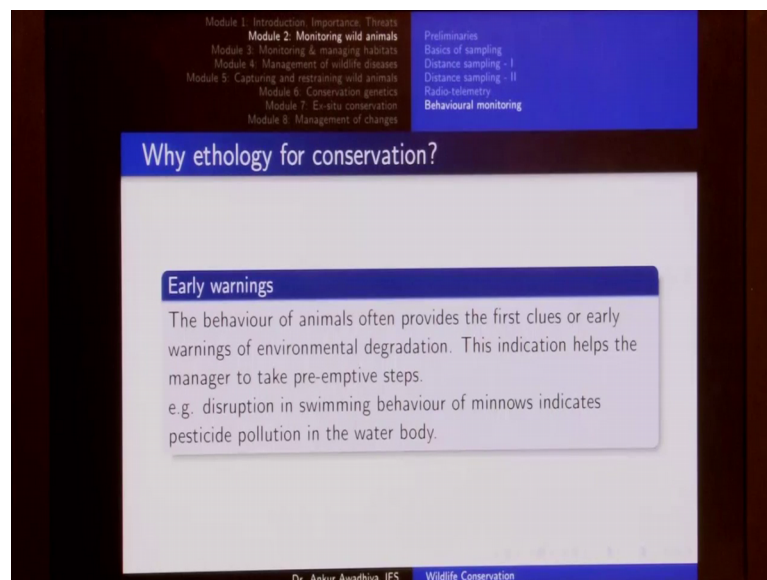 Module 1: Introduction, Importance, Threats
Module 2: Monitoring wild animals
Module 3: Monitoring & managing habitats
Module 4: Management of wildlife diseases
Module 5: Capturing and restraining wild animals
Module 6: Conservation genetics
Module 7: Ex-situ conservation
Module 8: Management of changes
Preliminaries
Basics of sampling
Distance sampling - I
Distance sampling - II
Radio-telemetry
Behavioural monitoring
Why ethology for conservation?
Early warnings
The behaviour of animals often provides the first clues or early
warnings of environmental degradation. This indication helps the
manager to take pre-emptive steps.
e.g. disruption in swimming behaviour of minnows indicates
pesticide pollution in the water body.
Dr. Ankur Awadhiya, IFS
Wildlife Conservation